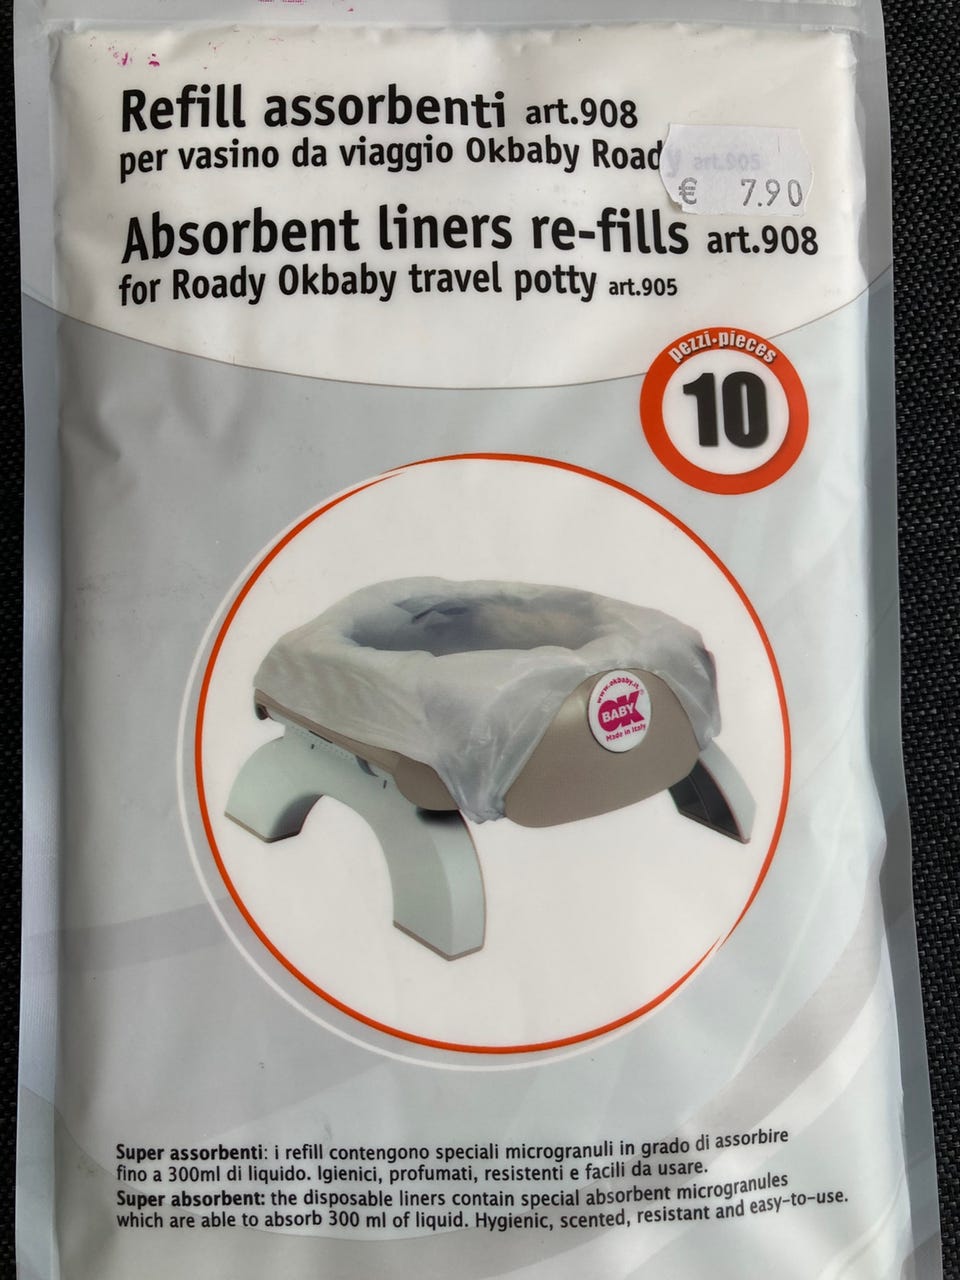 Refill assorbenti art.908
per vasino da viaggio Okbaby Roady art.905
€ 7.90
Absorbent liners re-fills art.908
for Roady Okbaby travel potty art.905
pezzi-pieces
10
www.okbaby.it
OK
BABY
Made in Italy
Super assorbenti: i refill contengono speciali microgranuli in grado di assorbire
fino a 300ml di liquido. Igienici, profumati, resistenti e facili da usare.
Super absorbent: the disposable liners contain special absorbent microgranules
which are able to absorb 300 ml of liquid. Hygienic, scented, resistant and easy-to-use.